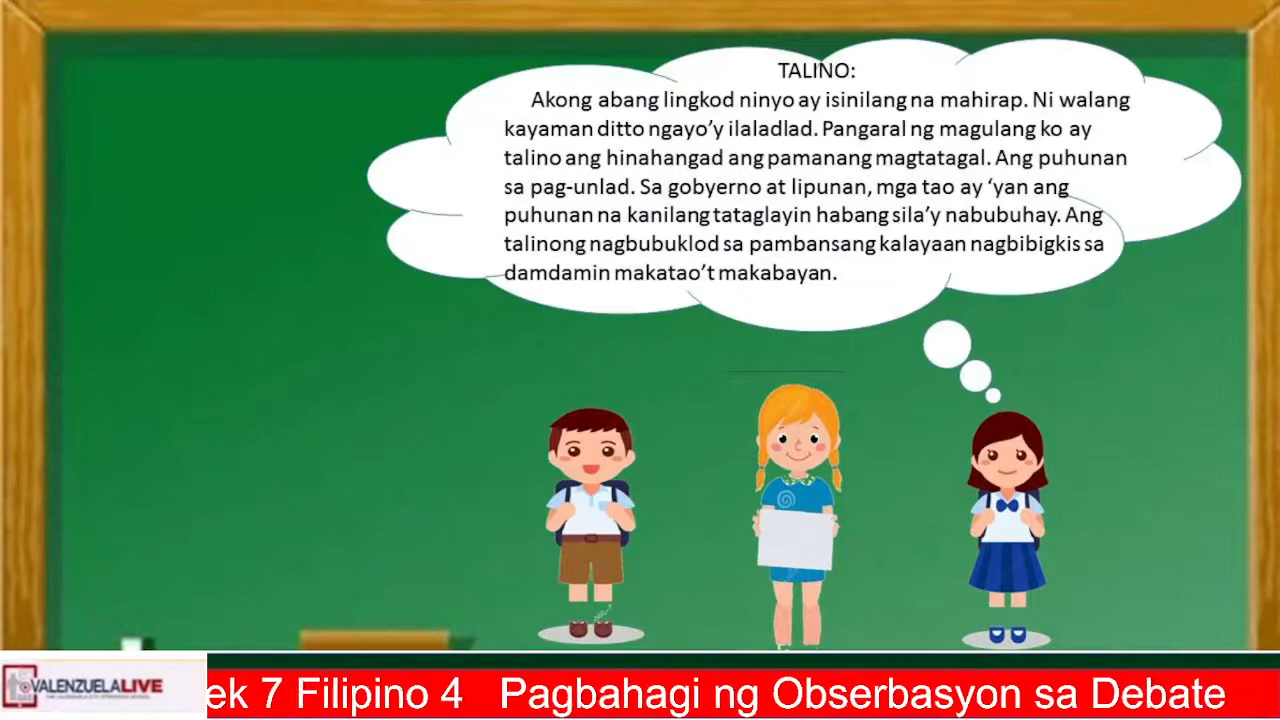 TALINO:
Akong abang lingkod ninyo ay isinilang na mahirap. Ni walang
kayaman ditto ngayo’y ilaladlad. Pangaral ng magulang ko ay
talino ang hinahangad ang pamanang magtatagal. Ang puhunan
sa pag-unlad. Sa gobyerno at lipunan, mga tao ay ‘yan ang
puhunan na kanilang tataglayin habang sila’y nabubuhay. Ang
talinong nagbubuklod sa pambansang kalayaan nagbibigkis sa
damdamin makatao’t makabayan.
VALENZUELALIVE
ek 7 Filipino 4 Pagbahagi ng Obserbasyon sa Debate